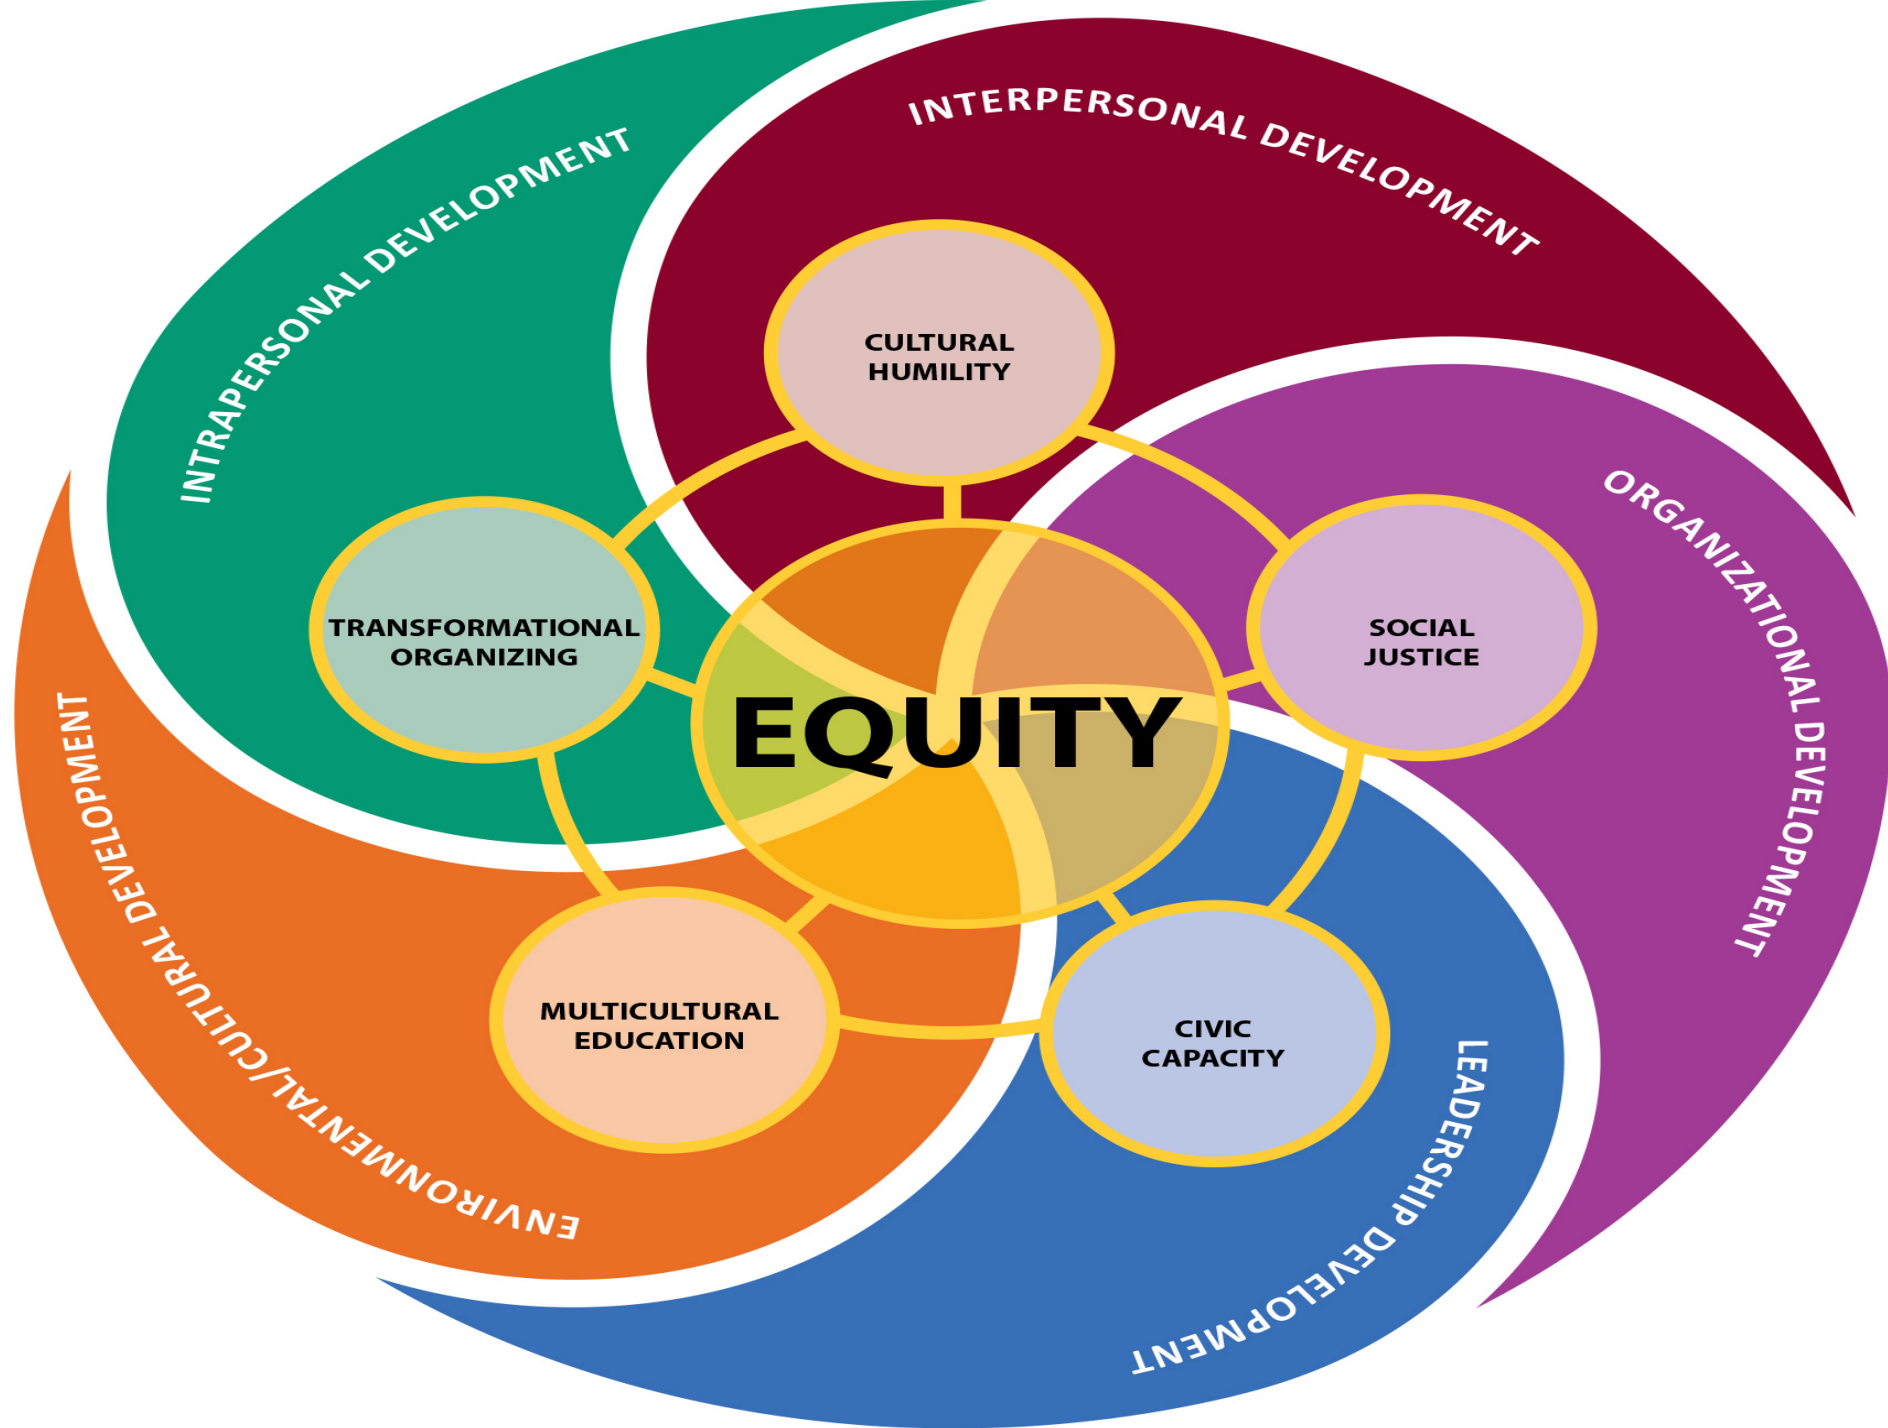 INTERPERSONAL DEVELOPMENT
INTRAPERSONAL DEVELOPMENT
CULTURAL
HUMILITY
ORGANIZATIONAL DEVELOPMENT
TRANSFORMATIONAL
ORGANIZING
SOCIAL
JUSTICE
EQUITY
ENVIRONMENTAL/CULTURAL DEVELOPMENT
MULTICULTURAL
EDUCATION
CIVIC
CAPACITY
LEADERSHIP DEVELOPMENT